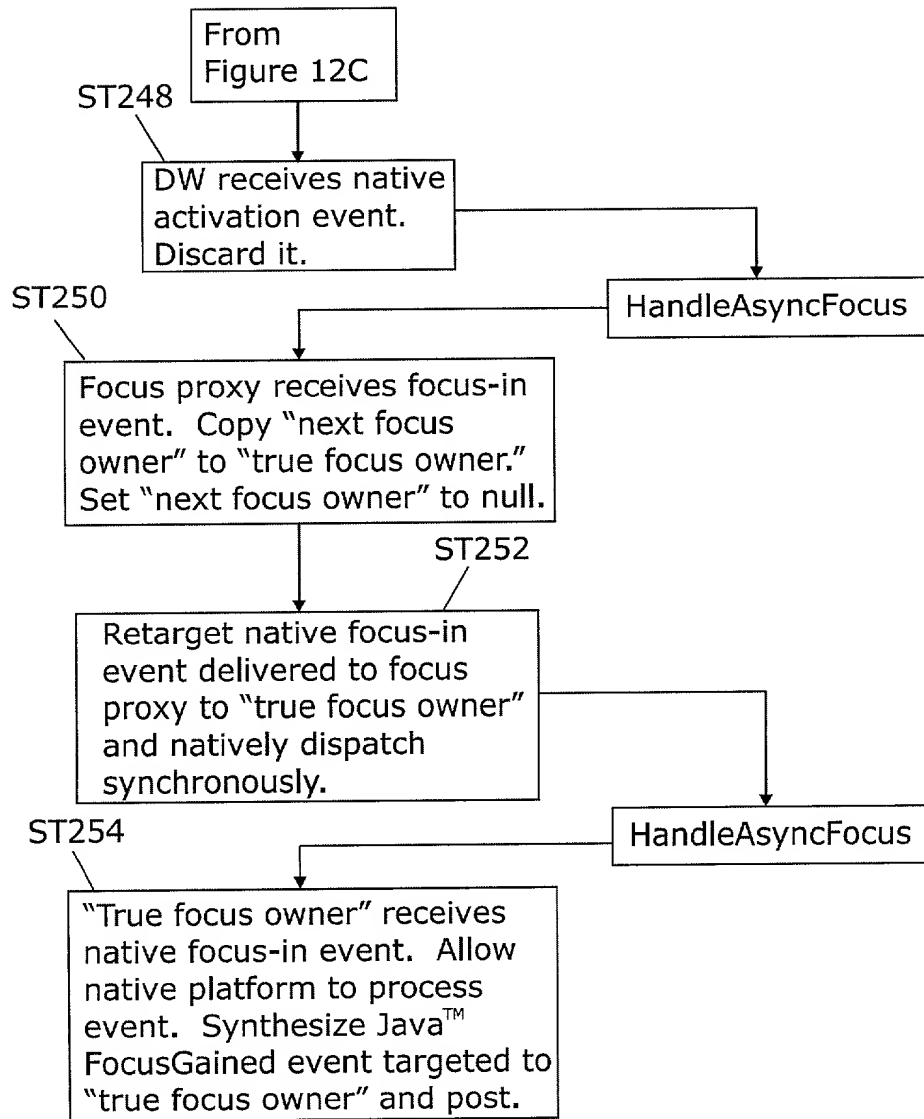 From
Figure 12C
ST248
DW receives native
activation event.
Discard it.
HandleAsyncFocus
ST250
Focus proxy receives focus-in
event.  Copy “next focus
owner” to “true focus owner.”
Set “next focus owner” to null.
ST252
Retarget native focus-in
event delivered to focus
proxy to “true focus owner”
and natively dispatch
synchronously.
HandleAsyncFocus
ST254
“True focus owner” receives
native focus-in event.  Allow
native platform to process
event.  Synthesize Java™
FocusGained event targeted to
“true focus owner” and post.